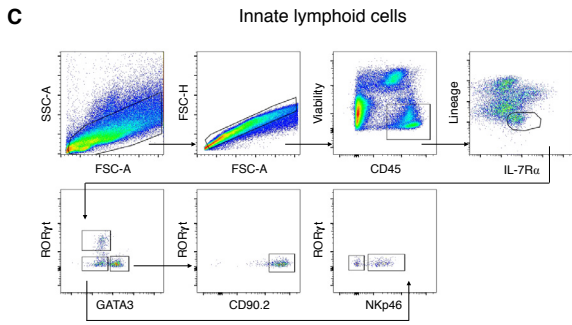 C
Innate lymphoid cells
SSC-A
FSC-A
FSC-H
FSC-A
Viability
CD45
Lineage
IL-7Rα
RORγt
GATA3
RORγt
CD90.2
RORγt
NKp46